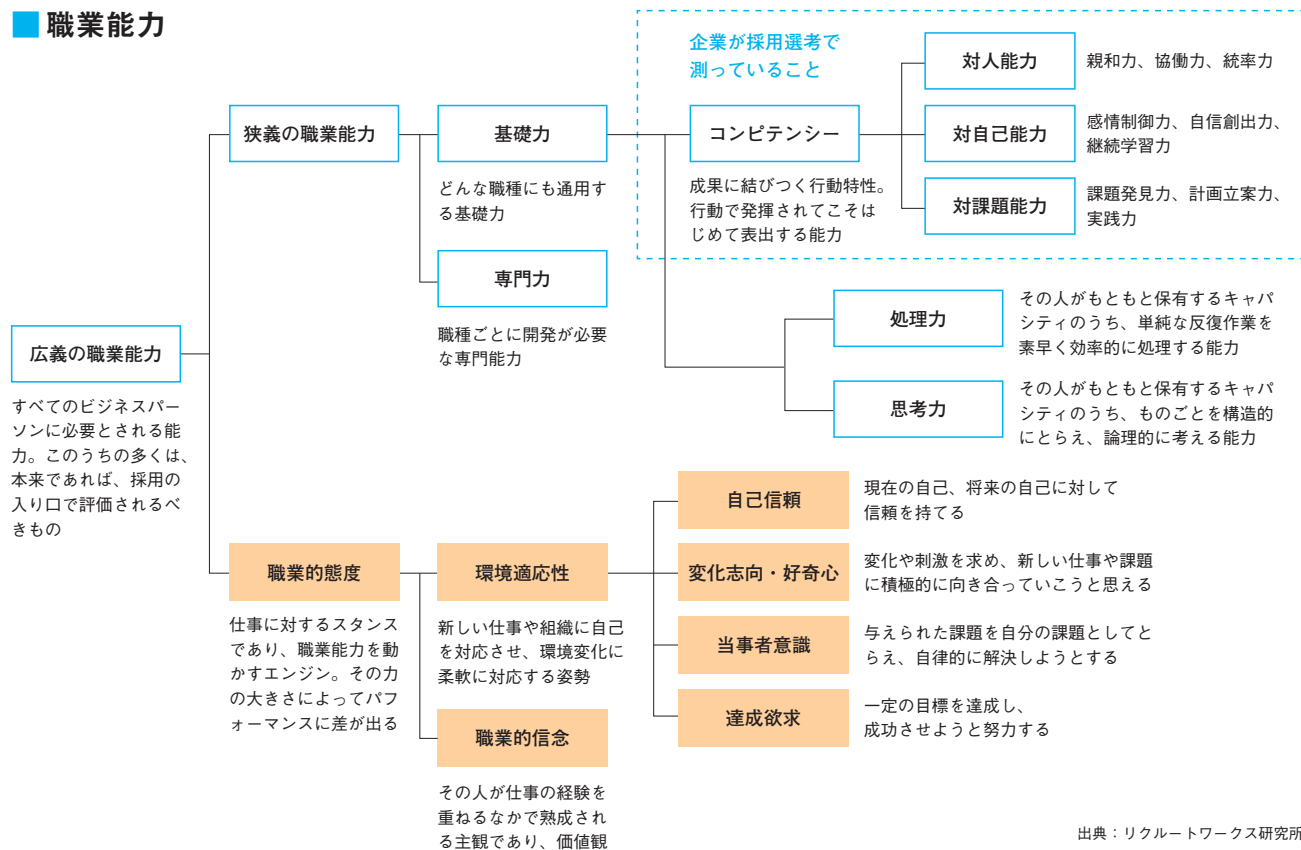 職業能力
企業が採用選考で
測っていること
対人能力
親和力、協働力、統率力
狭義の職業能力
基礎力
コンピテンシー
対自己能力
感情制御力、自信創出力、
継続学習力
どんな職種にも通用す
る基礎力
成果に結びつく行動特性。
行動で発揮されてこそは
じめて表出する能力
対課題能力
課題発見力、計画立案力、
実践力
専門力
職種ごとに開発が必要
な専門能力
処理力
その人がもともと保有するキャパ
シティのうち、単純な反復作業を
素早く効率的に処理する能力
広義の職業能力
すべてのビジネスパー
ソンに必要とされる能
力。このうちの多くは、
本来であれば、採用の
入り口で評価されるべ
きもの
思考力
その人がもともと保有するキャパ
シティのうち、ものごとを構造的
にとらえ、論理的に考える能力
自己信頼
現在の自己、将来の自己に対して
信頼を持てる
職業的態度
仕事に対するスタンス
であり、職業能力を動
かすエンジン。その力
の大きさによってパフ
ォーマンスに差が出る
環境適応性
新しい仕事や組織に自己
を対応させ、環境変化に
柔軟に対応する姿勢
変化志向・好奇心
変化や刺激を求め、新しい仕事や課題
に積極的に向き合っていこうと思える
当事者意識
与えられた課題を自分の課題としてと
らえ、自律的に解決しようとする
達成欲求
一定の目標を達成し、
成功させようと努力する
職業的信念
その人が仕事の経験を
重ねるなかで熟成され
る主観であり、価値観
出典：リクルートワークス研究所